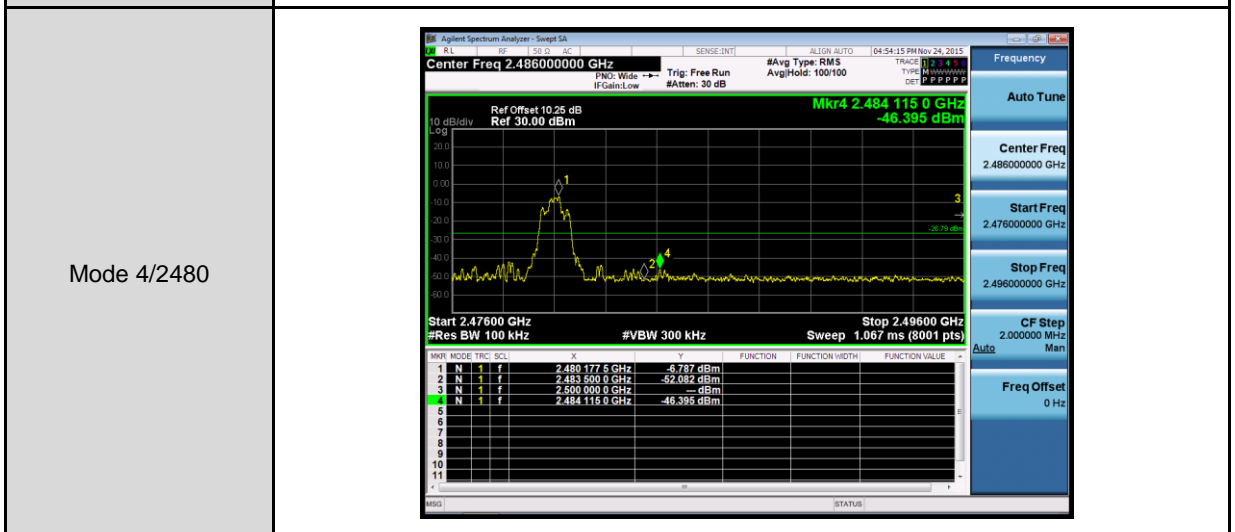 Mode 4/2480
Agilent Spectrum Analyzer - Swept SA
RL RF 50 Ω AC SENSE:INT ALIGN AUTO 04:54:15 PM Nov 24, 2015
Center Freq 2.486000000 GHz
PNO: Wide
IFGain:Low
Trig: Free Run
#Atten: 30 dB
#Avg Type: RMS
Avg|Hold: 100/100
TRACE 1 2 3 4 5 6
TYPE M WWWWW
DET P P P P P P
Mkr4 2.484 115 0 GHz
-46.395 dBm
Ref Offset 10.25 dB
10 dB/div Ref 30.00 dBm
Log
20.0
10.0
0.00
-10.0
-20.0
-30.0
-40.0
-50.0
-60.0
1
2
3
4
-26.79 dBm
Start 2.47600 GHz Stop 2.49600 GHz
#Res BW 100 kHz #VBW 300 kHz Sweep 1.067 ms (8001 pts)
MKR MODE TRC SCL X Y FUNCTION FUNCTION WIDTH FUNCTION VALUE
1 N 1 f 2.480 177 5 GHz -6.787 dBm
2 N 1 f 2.483 500 0 GHz -52.082 dBm
3 N 1 f 2.500 000 0 GHz --- dBm
4 N 1 f 2.484 115 0 GHz -46.395 dBm
5
6
7
8
9
10
11
MSG STATUS
Frequency
Auto Tune
Center Freq
2.486000000 GHz
Start Freq
2.476000000 GHz
Stop Freq
2.496000000 GHz
CF Step
2.000000 MHz
Auto Man
Freq Offset
0 Hz